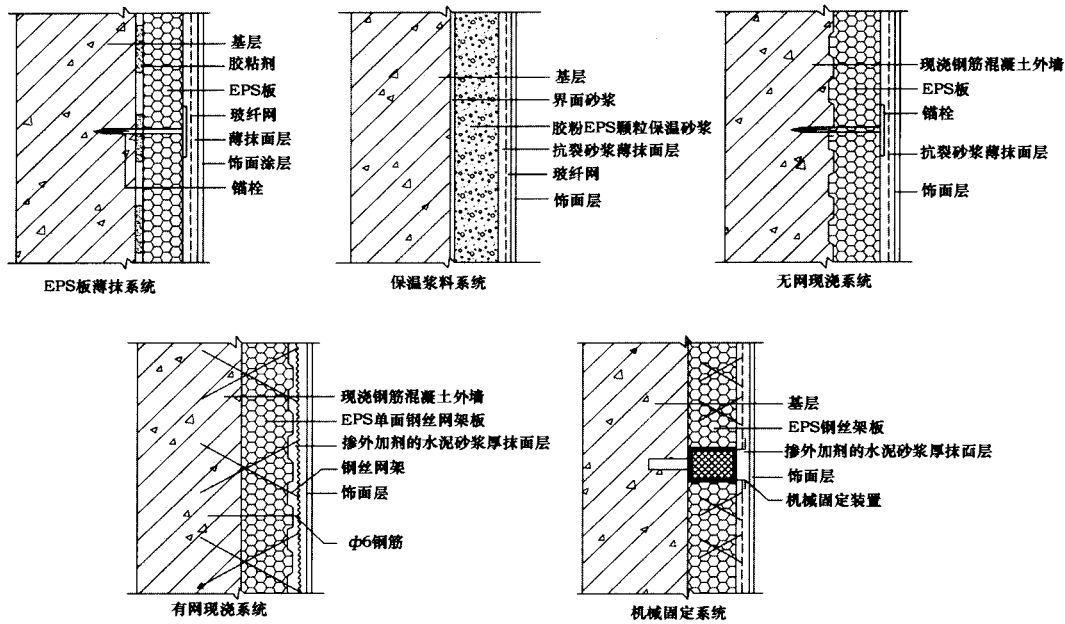 基层
胶粘剂
EPS板
玻纤网
薄抹面层
饰面涂层
锚栓
EPS板薄抹系统
基层
界面砂浆
胶粉EPS颗粒保温砂浆
抗裂砂浆薄抹面层
玻纤网
饰面层
保温浆料系统
现浇钢筋混凝土外墙
EPS板
锚栓
抗裂砂浆薄抹面层
饰面层
无网现浇系统
现浇钢筋混凝土外墙
EPS单面钢丝网架板
掺外加剂的水泥砂浆厚抹面层
钢丝网架
饰面层
ф6钢筋
有网现浇系统
基层
EPS钢丝架板
掺外加剂的水泥砂浆厚抹面层
饰面层
机械固定装置
机械固定系统